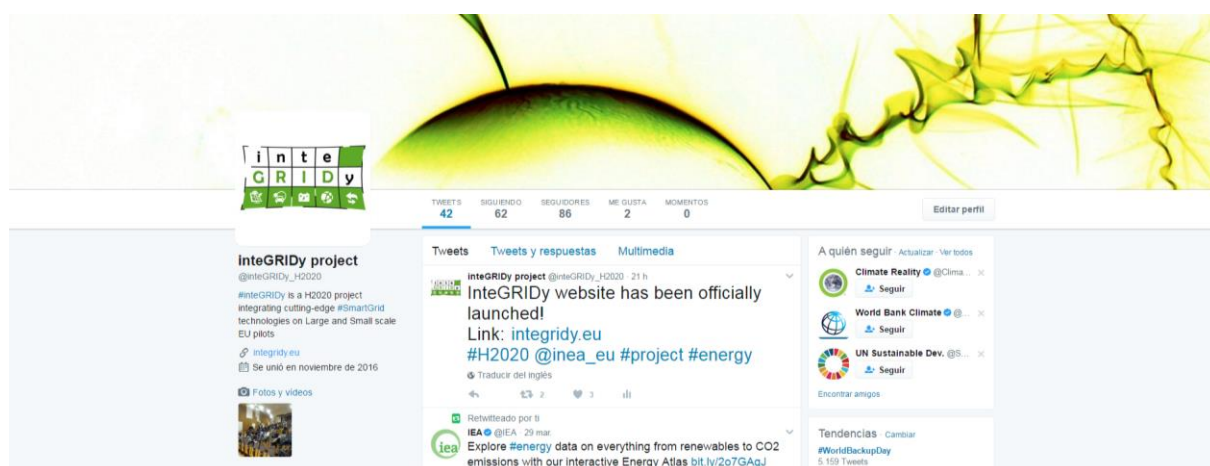 inte
GRIDy
TWEETS SIGUIENDO SEGUIDORES ME GUSTA MOMENTOS
42 62 86 2 0
Editar perfil
inteGRIDy project
@inteGRIDy_H2020
#inteGRIDy is a H2020 project
integrating cutting-edge #SmartGrid
technologies on Large and Small scale
EU pilots
integridy.eu
Se unió en noviembre de 2016
Fotos y vídeos
Tweets Tweets y respuestas Multimedia
inteGRIDy project @inteGRIDy_H2020 · 21 h
InteGRIDy website has been officially
launched!
Link: integridy.eu
#H2020 @inea_eu #project #energy
Traducir del inglés
2 3
Retwitteado por ti
iea
IEA @IEA · 29 mar.
Explore #energy data on everything from renewables to CO2
emissions with our interactive Energy Atlas bit.ly/2o7GAqJ
A quién seguir · Actualizar · Ver todos
Climate Reality @Clima...
Seguir
World Bank Climate @...
Seguir
UN Sustainable Dev. @S...
Seguir
Encontrar amigos
Tendencias · Cambiar
#WorldBackupDay
5.159 Tweets